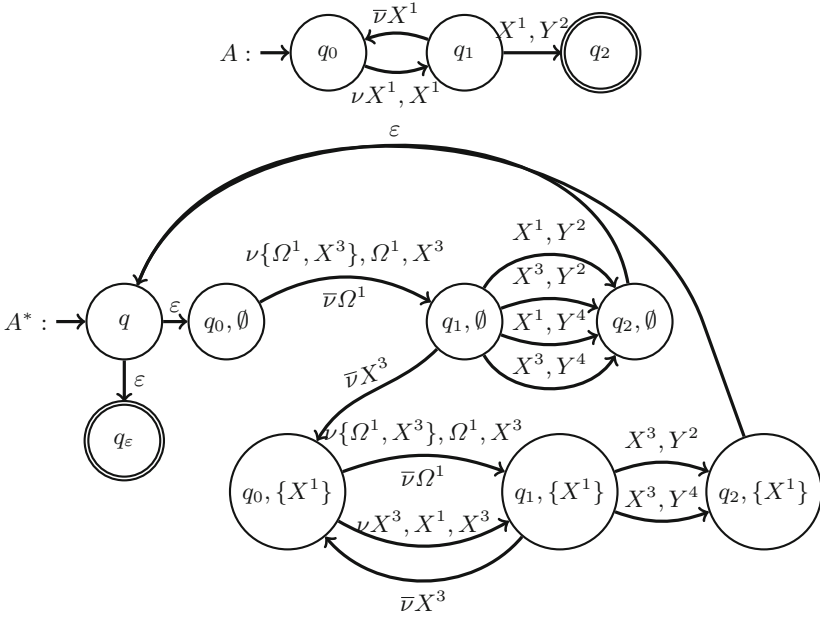 ν̅X¹
A : q₀ q₁ X¹, Y² q₂
νX¹, X¹
ε
ν{Ω¹, X³}, Ω¹, X³
ν̅Ω¹
X¹, Y²
X³, Y²
X¹, Y⁴
X³, Y⁴
A* : q ε q₀, ∅ q₁, ∅ q₂, ∅
ε
ν̅X³
q_ε
ν{Ω¹, X³}, Ω¹, X³
ν̅Ω¹
X³, Y²
q₀, {X¹} q₁, {X¹} q₂, {X¹}
X³, Y⁴
νX³, X¹, X³
ν̅X³